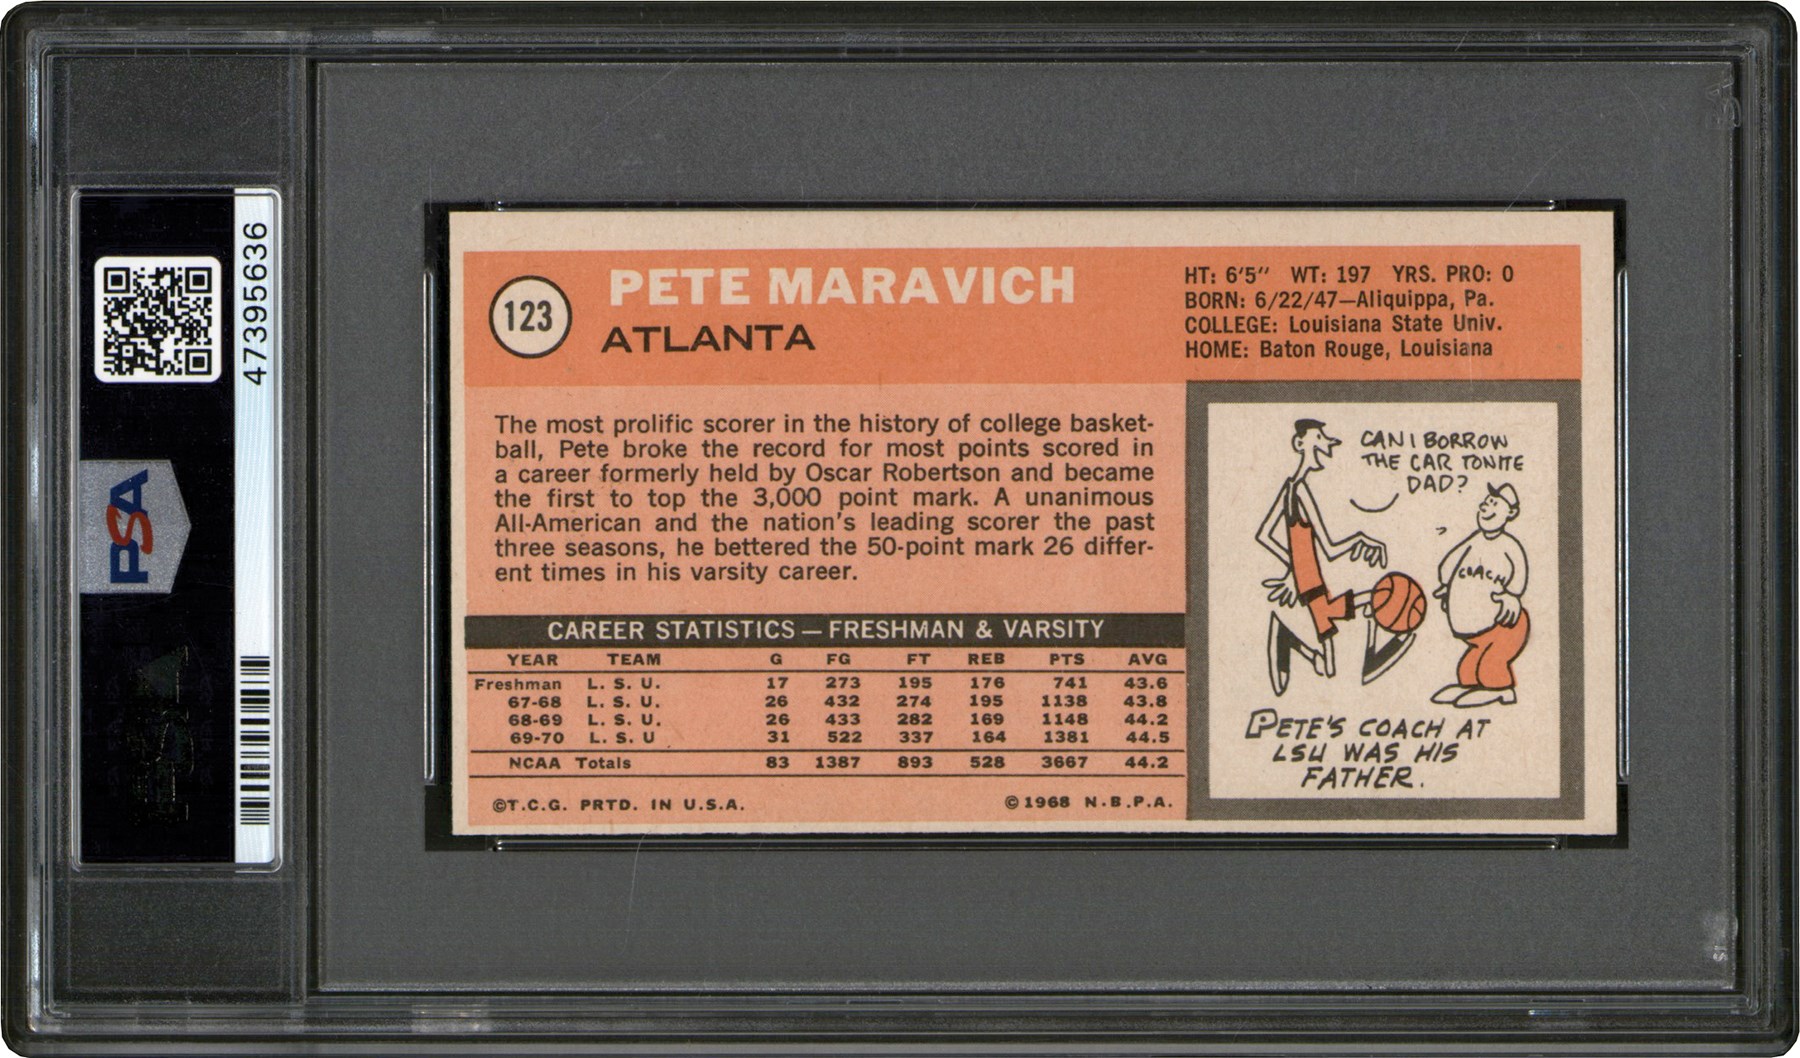 47395636
PSA
123
PETE MARAVICH
ATLANTA
HT: 6'5" WT: 197 YRS. PRO: 0
BORN: 6/22/47—Aliquippa, Pa.
COLLEGE: Louisiana State Univ.
HOME: Baton Rouge, Louisiana
The most prolific scorer in the history of college basket-
ball, Pete broke the record for most points scored in
a career formerly held by Oscar Robertson and became
the first to top the 3,000 point mark. A unanimous
All-American and the nation's leading scorer the past
three seasons, he bettered the 50-point mark 26 differ-
ent times in his varsity career.
CAREER STATISTICS — FRESHMAN & VARSITY
YEAR TEAM G FG FT REB PTS AVG
Freshman L. S. U. 17 273 195 176 741 43.6
67-68 L. S. U. 26 432 274 195 1138 43.8
68-69 L. S. U. 26 433 282 169 1148 44.2
69-70 L. S. U 31 522 337 164 1381 44.5
NCAA Totals 83 1387 893 528 3667 44.2
©T.C.G. PRTD. IN U.S.A. ©1968 N.B.P.A.
CAN I BORROW
THE CAR TONITE
DAD?
COACH
PETE'S COACH AT
LSU WAS HIS
FATHER.